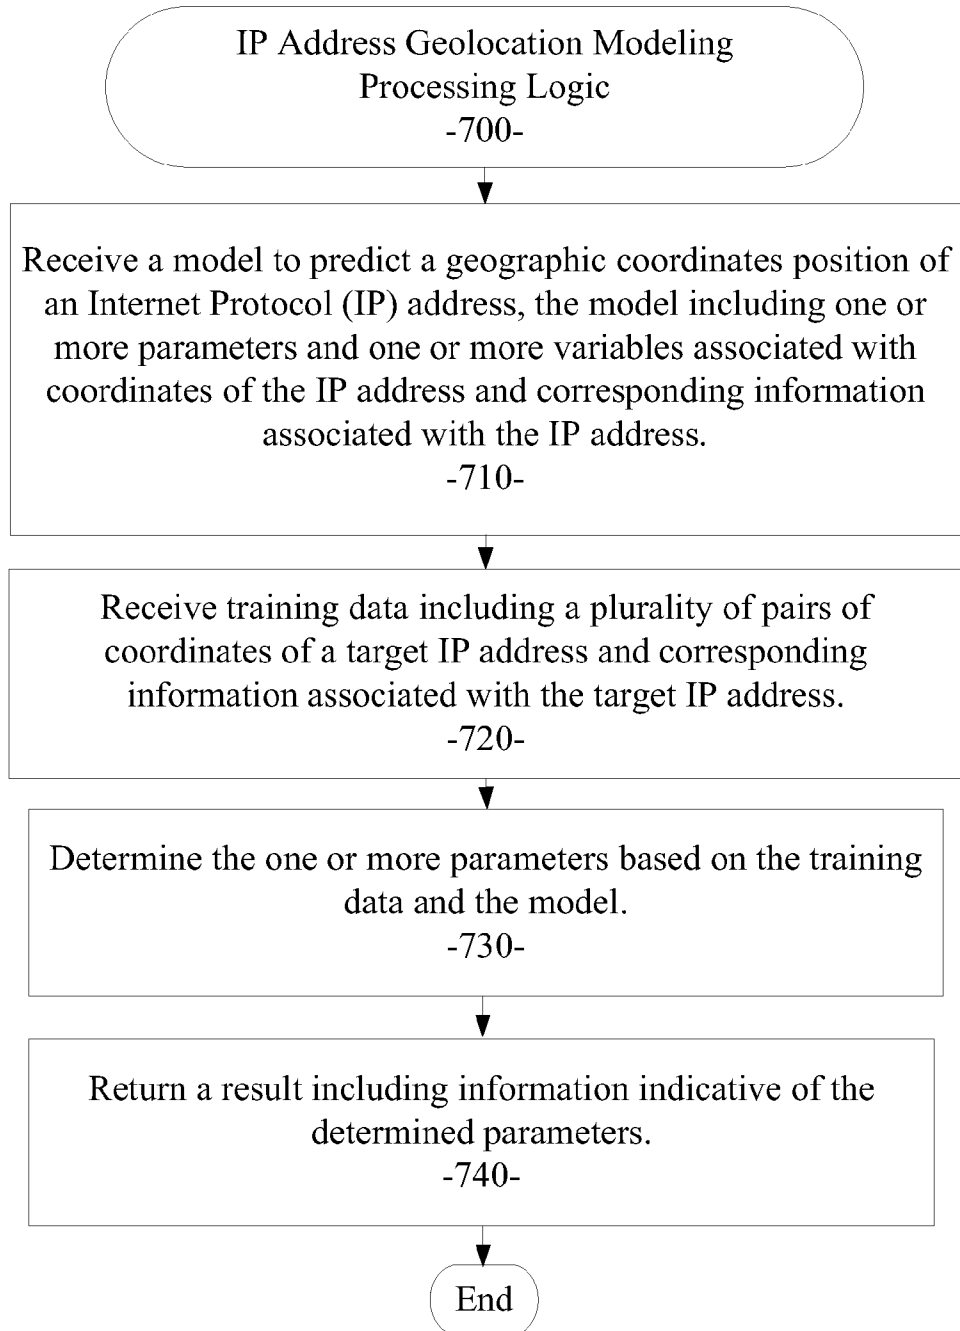 IP Address Geolocation Modeling
Processing Logic
-700-
Receive a model to predict a geographic coordinates position of
an Internet Protocol (IP) address, the model including one or
more parameters and one or more variables associated with
coordinates of the IP address and corresponding information
associated with the IP address.
-710-
Receive training data including a plurality of pairs of
coordinates of a target IP address and corresponding
information associated with the target IP address.
-720-
Determine the one or more parameters based on the training
data and the model.
-730-
Return a result including information indicative of the
determined parameters.
-740-
End